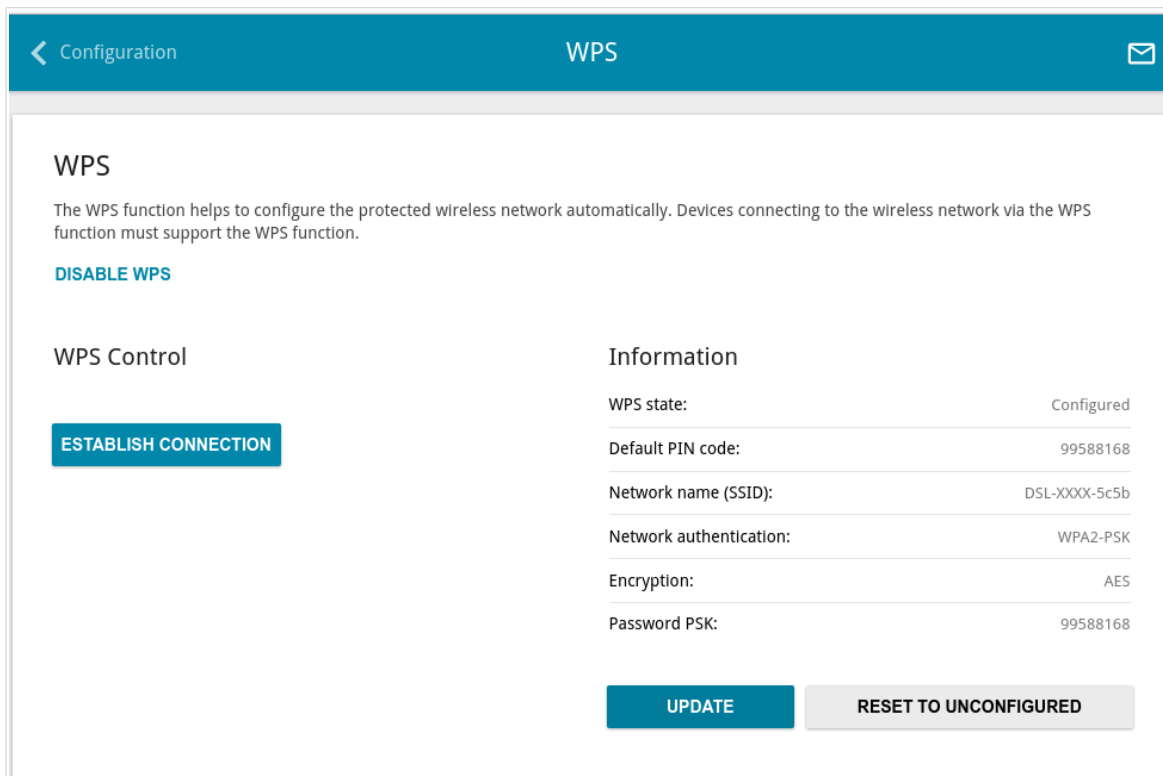 Configuration
WPS
WPS
The WPS function helps to configure the protected wireless network automatically. Devices connecting to the wireless network via the WPS
function must support the WPS function.
DISABLE WPS
WPS Control
ESTABLISH CONNECTION
Information
WPS state: Configured
Default PIN code: 99588168
Network name (SSID): DSL-XXXX-5c5b
Network authentication: WPA2-PSK
Encryption: AES
Password PSK: 99588168
UPDATE
RESET TO UNCONFIGURED